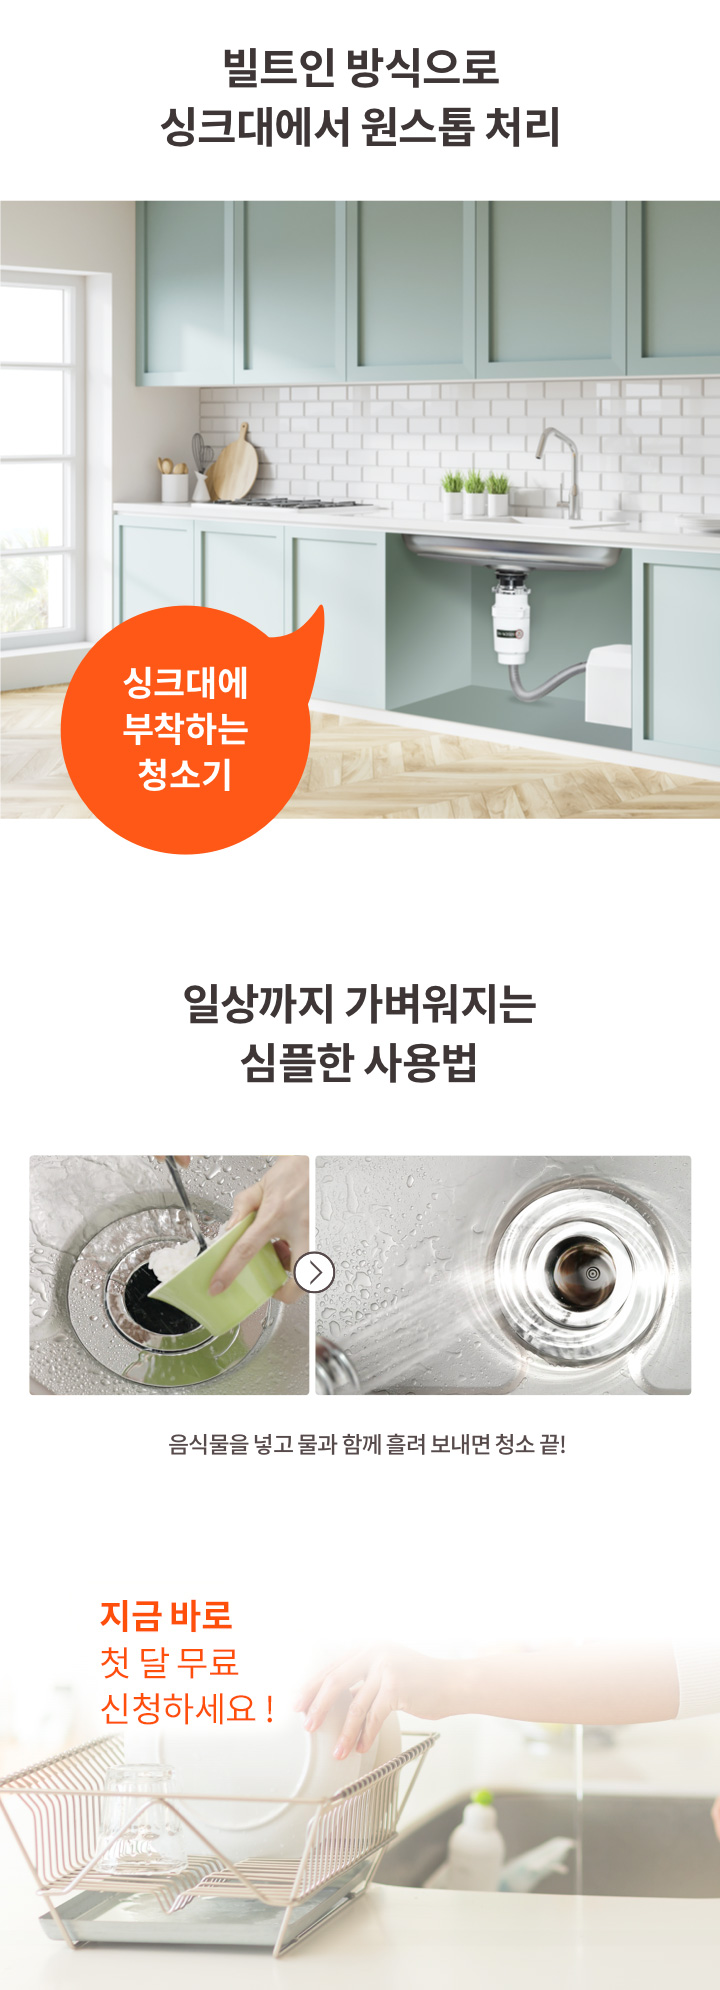 빌트인 방식으로
싱크대에서 원스톱 처리
싱크대에
부착하는
청소기
일상까지 가벼워지는
심플한 사용법
음식물을 넣고 물과 함께 흘려 보내면 청소 끝!
지금 바로
첫 달 무료
신청하세요 !